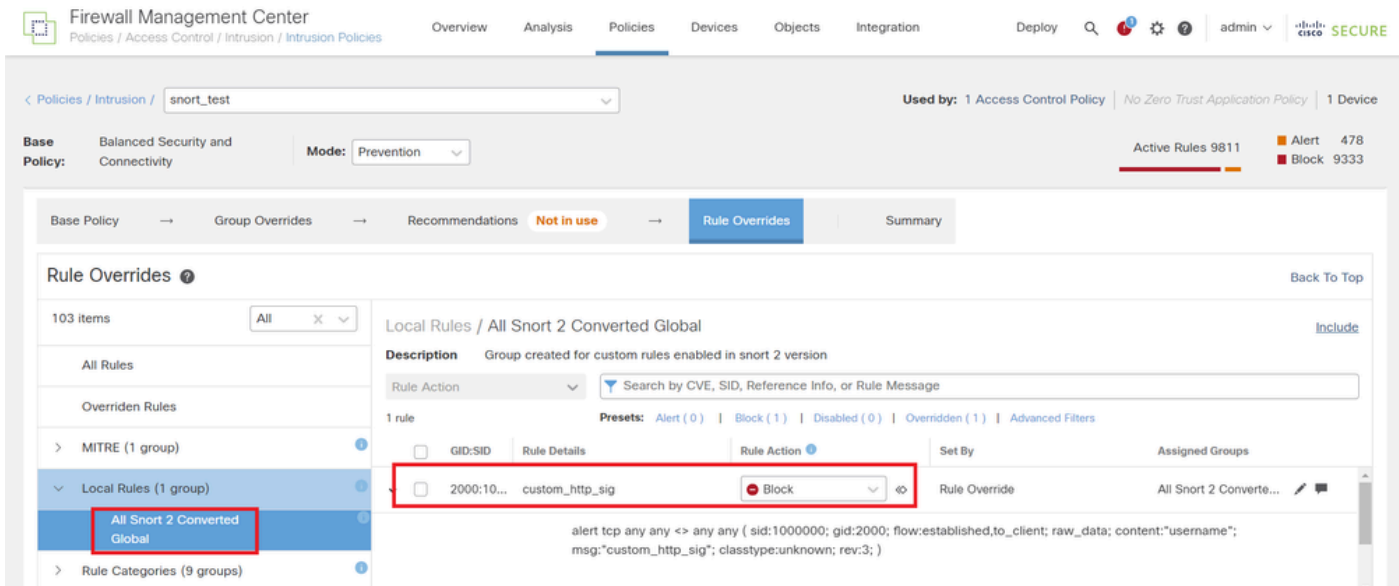 Firewall Management Center
Policies / Access Control / Intrusion / Intrusion Policies
Overview Analysis Policies Devices Objects Integration Deploy 1 admin
cisco SECURE
Policies / Intrusion / snort_test
Used by: 1 Access Control Policy | No Zero Trust Application Policy | 1 Device
Base Policy: Balanced Security and Connectivity
Mode: Prevention
Active Rules 9811
Alert 478
Block 9333
Base Policy → Group Overrides → Recommendations Not in use → Rule Overrides Summary
Rule Overrides
Back To Top
103 items All
All Rules
Overriden Rules
MITRE (1 group)
Local Rules (1 group)
All Snort 2 Converted
Global
Rule Categories (9 groups)
Local Rules / All Snort 2 Converted Global
Include
Description Group created for custom rules enabled in snort 2 version
Rule Action Search by CVE, SID, Reference Info, or Rule Message
1 rule Presets: Alert ( 0 ) | Block ( 1 ) | Disabled ( 0 ) | Overridden ( 1 ) | Advanced Filters
GID:SID Rule Details Rule Action Set By Assigned Groups
2000:10... custom_http_sig Block Rule Override All Snort 2 Converte...
alert tcp any any <> any any ( sid:1000000; gid:2000; flow:established,to_client; raw_data; content:"username";
msg:"custom_http_sig"; classtype:unknown; rev:3; )